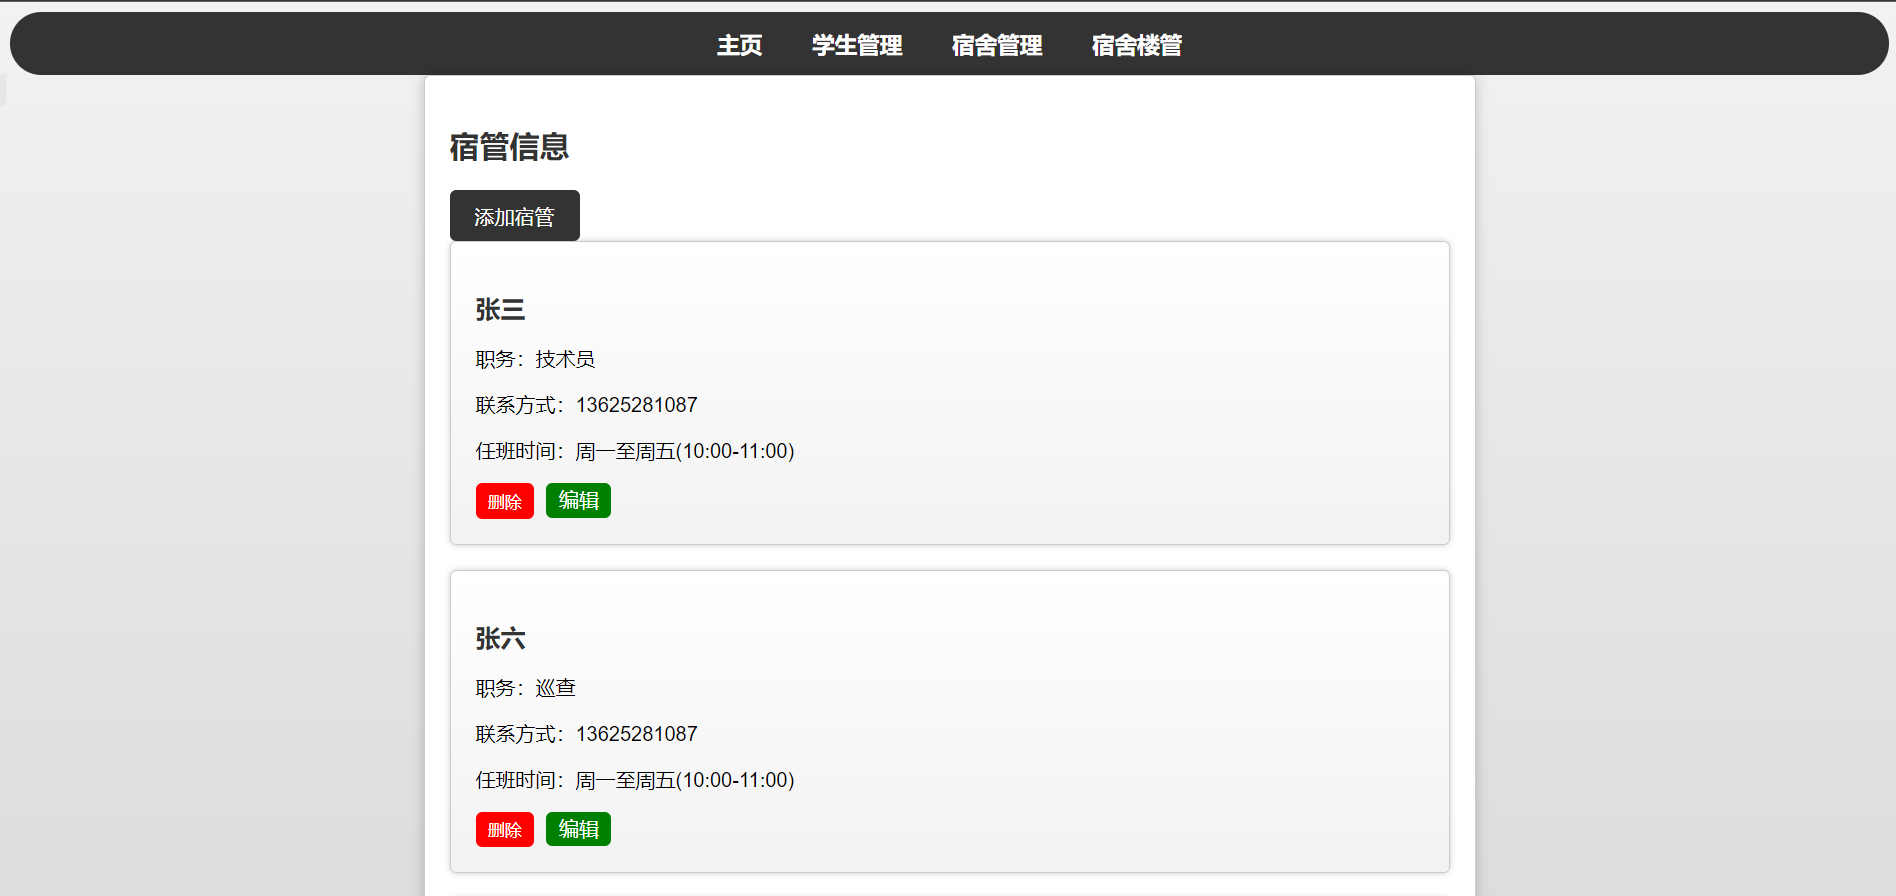 主页 学生管理 宿舍管理 宿舍楼管
宿管信息
添加宿管
张三
职务：技术员
联系方式：13625281087
任班时间：周一至周五(10:00-11:00)
删除 编辑
张六
职务：巡查
联系方式：13625281087
任班时间：周一至周五(10:00-11:00)
删除 编辑